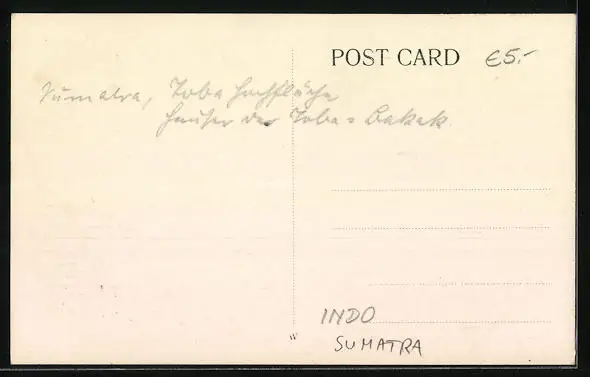 POST CARD €5.-
Sumatra, Toba Hochfläche
Häuser der Toba = Batak.
INDO
SUMATRA